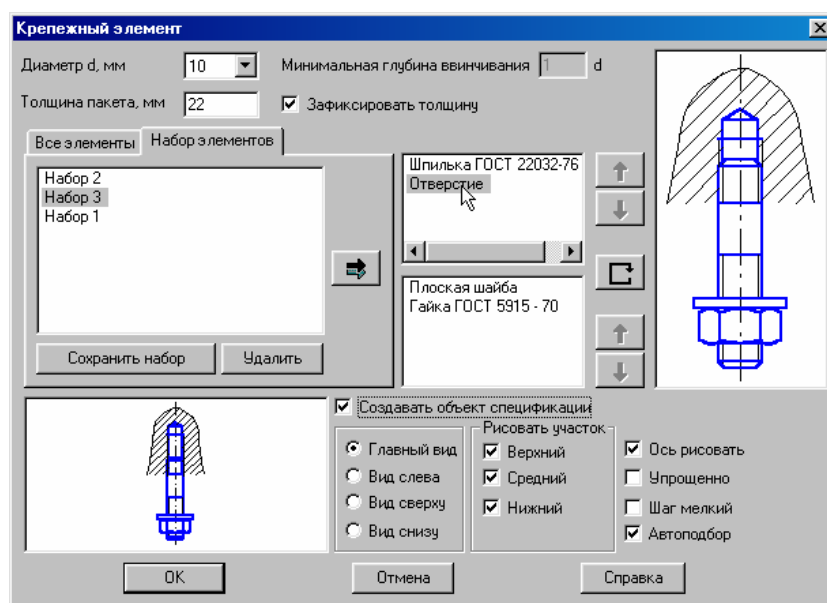 Крепежный элемент
Диаметр d, мм 10 Минимальная глубина ввинчивания 1 d
Толщина пакета, мм 22 Зафиксировать толщину
Все элементы Набор элементов
Набор 2
Набор 3
Набор 1
Шпилька ГОСТ 22032-76
Отверстие
Плоская шайба
Гайка ГОСТ 5915 - 70
Сохранить набор Удалить
Создавать объект спецификации
Главный вид
Вид слева
Вид сверху
Вид снизу
Рисовать участок
Верхний
Средний
Нижний
Ось рисовать
Упрощенно
Шаг мелкий
Автоподбор
OK Отмена Справка